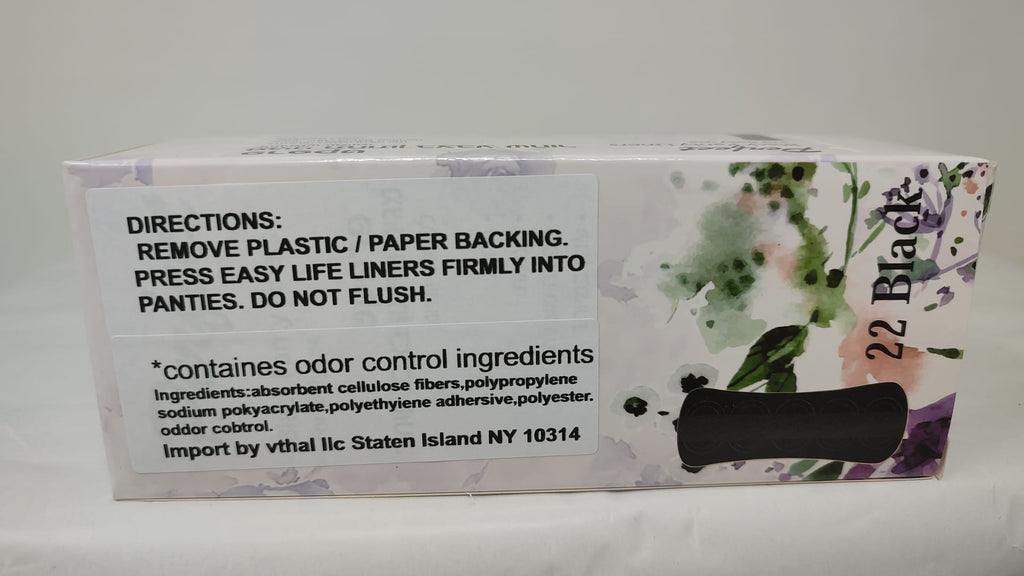 DIRECTIONS:
REMOVE PLASTIC / PAPER BACKING.
PRESS EASY LIFE LINERS FIRMLY INTO
PANTIES. DO NOT FLUSH.
*containes odor control ingredients
Ingredients:absorbent cellulose fibers,polypropylene
sodium pokyacrylate,polyethyiene adhersive,polyester.
oddor cobtrol.
Import by vthal llc Staten Island NY 10314
22 Black